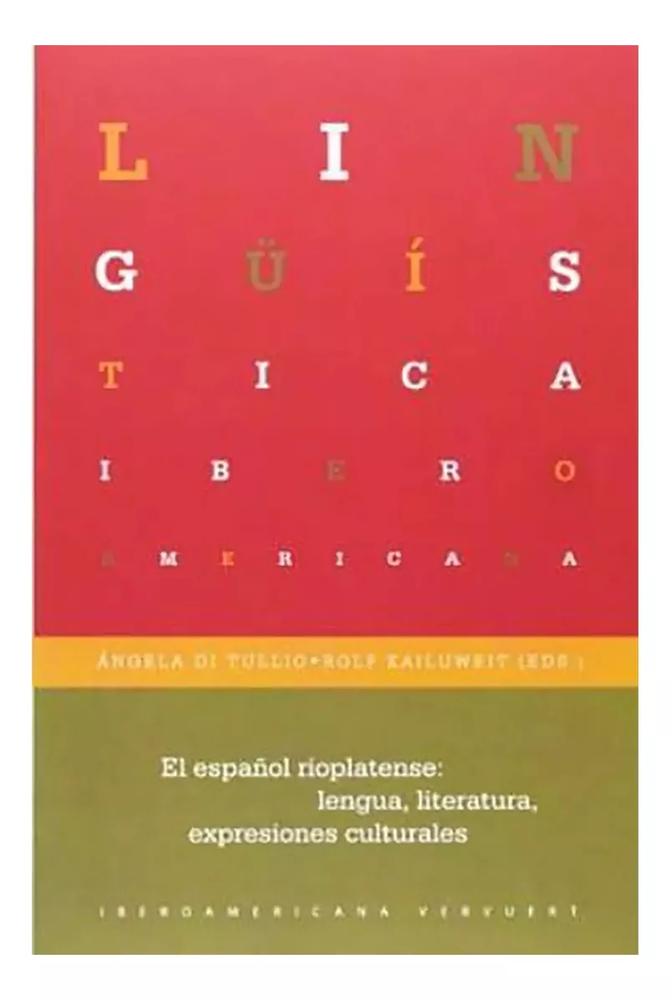 L I N
G Ü Í S
T I C A
I B E R O
A M E R I C A N A
ÁNGELA DI TULLIO • ROLF KAILUWEIT (EDS.)
El español rioplatense:
lengua, literatura,
expresiones culturales
IBEROAMERICANA VERVUERT